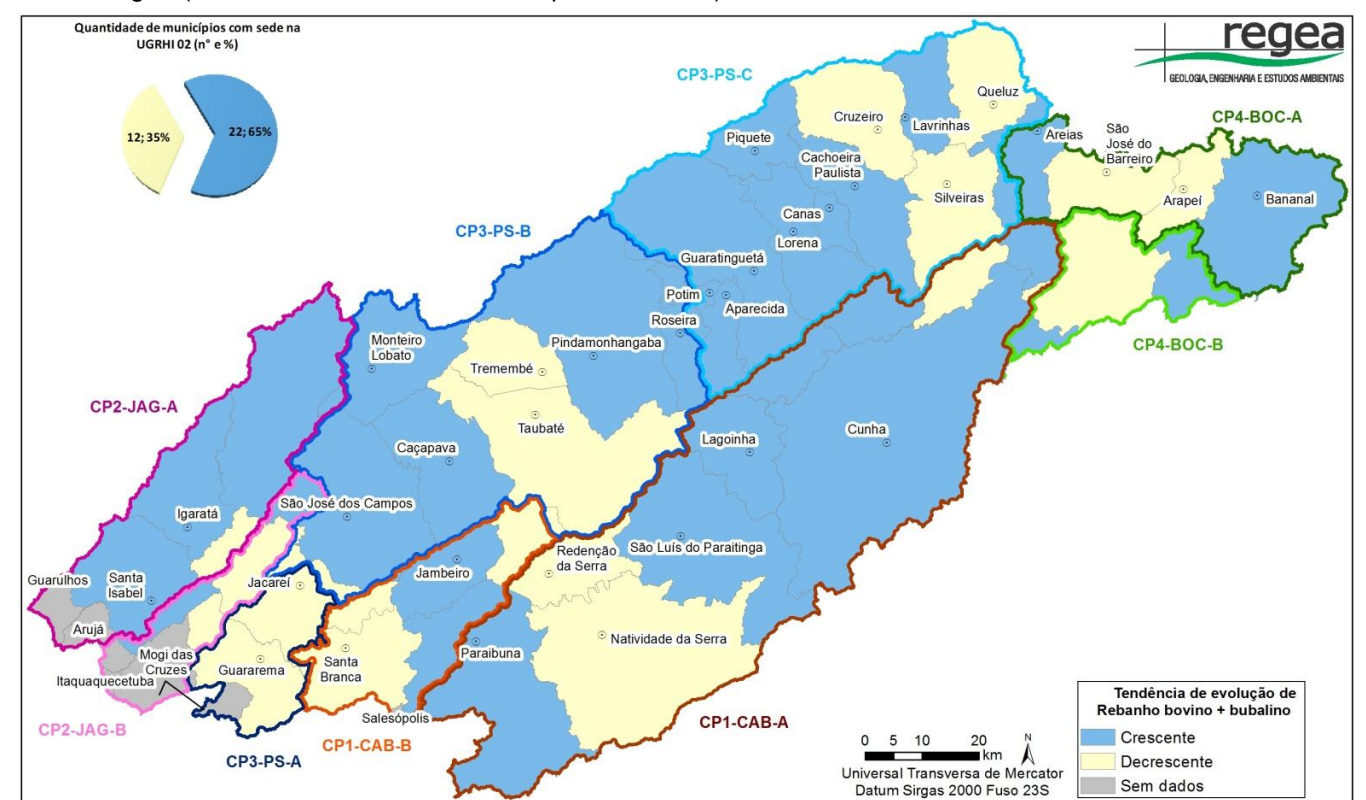 Quantidade de municípios com sede na
UGRHI 02 (n° e %)
12; 35%
22; 65%
regea
GEOLOGIA, ENGENHARIA E ESTUDOS AMBIENTAIS
CP3-PS-C
Queluz
Cruzeiro
Lavrinhas
CP4-BOC-A
Piquete
Areias
São
José do
Barreiro
Cachoeira
Paulista
Silveiras
Arapeí
Bananal
Canas
Lorena
CP3-PS-B
Guaratinguetá
Potim
Aparecida
Roseira
Monteiro
Lobato
Pindamonhangaba
CP4-BOC-B
Tremembé
CP2-JAG-A
Taubaté
Lagoinha
Cunha
Caçapava
Igaratá
São José dos Campos
São Luís do Paraitinga
Redenção
da Serra
Jambeiro
Guarulhos
Santa
Isabel
Jacareí
Arujá
Natividade da Serra
Mogi das
Cruzes
Paraibuna
Guararema
Santa
Branca
Itaquaquecetuba
Salesópolis
CP2-JAG-B
CP1-CAB-A
CP1-CAB-B
CP3-PS-A
0 5 10 20
km
N
Universal Transversa de Mercator
Datum Sirgas 2000 Fuso 23S
Tendência de evolução de
Rebanho bovino + bubalino
Crescente
Decrescente
Sem dados